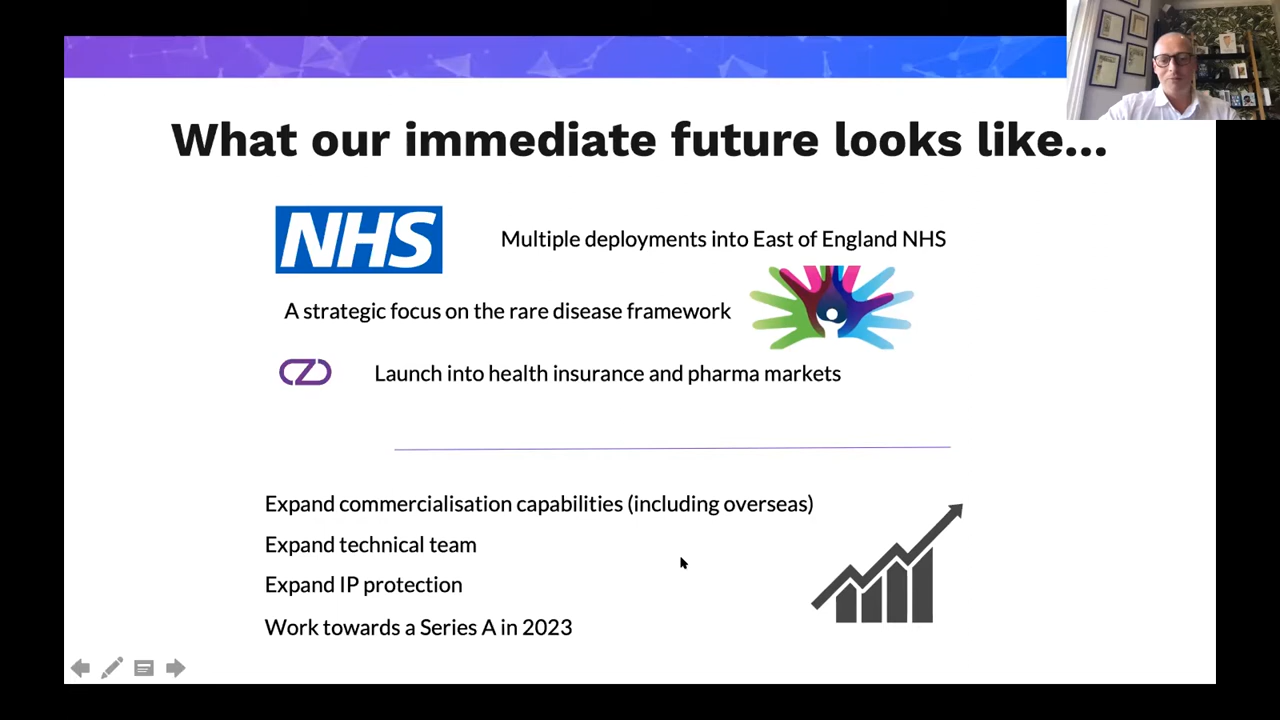 What our immediate future looks like...
NHS
Multiple deployments into East of England NHS
A strategic focus on the rare disease framework
Launch into health insurance and pharma markets
Expand commercialisation capabilities (including overseas)
Expand technical team
Expand IP protection
Work towards a Series A in 2023